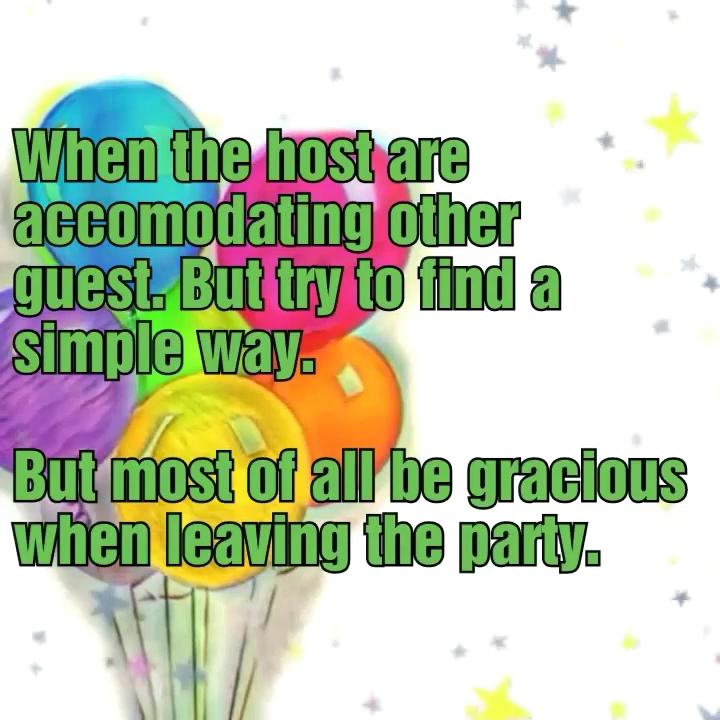 When the host are
accomodating other
guest. But try to find a
simple way.
But most of all be gracious
when leaving the party.